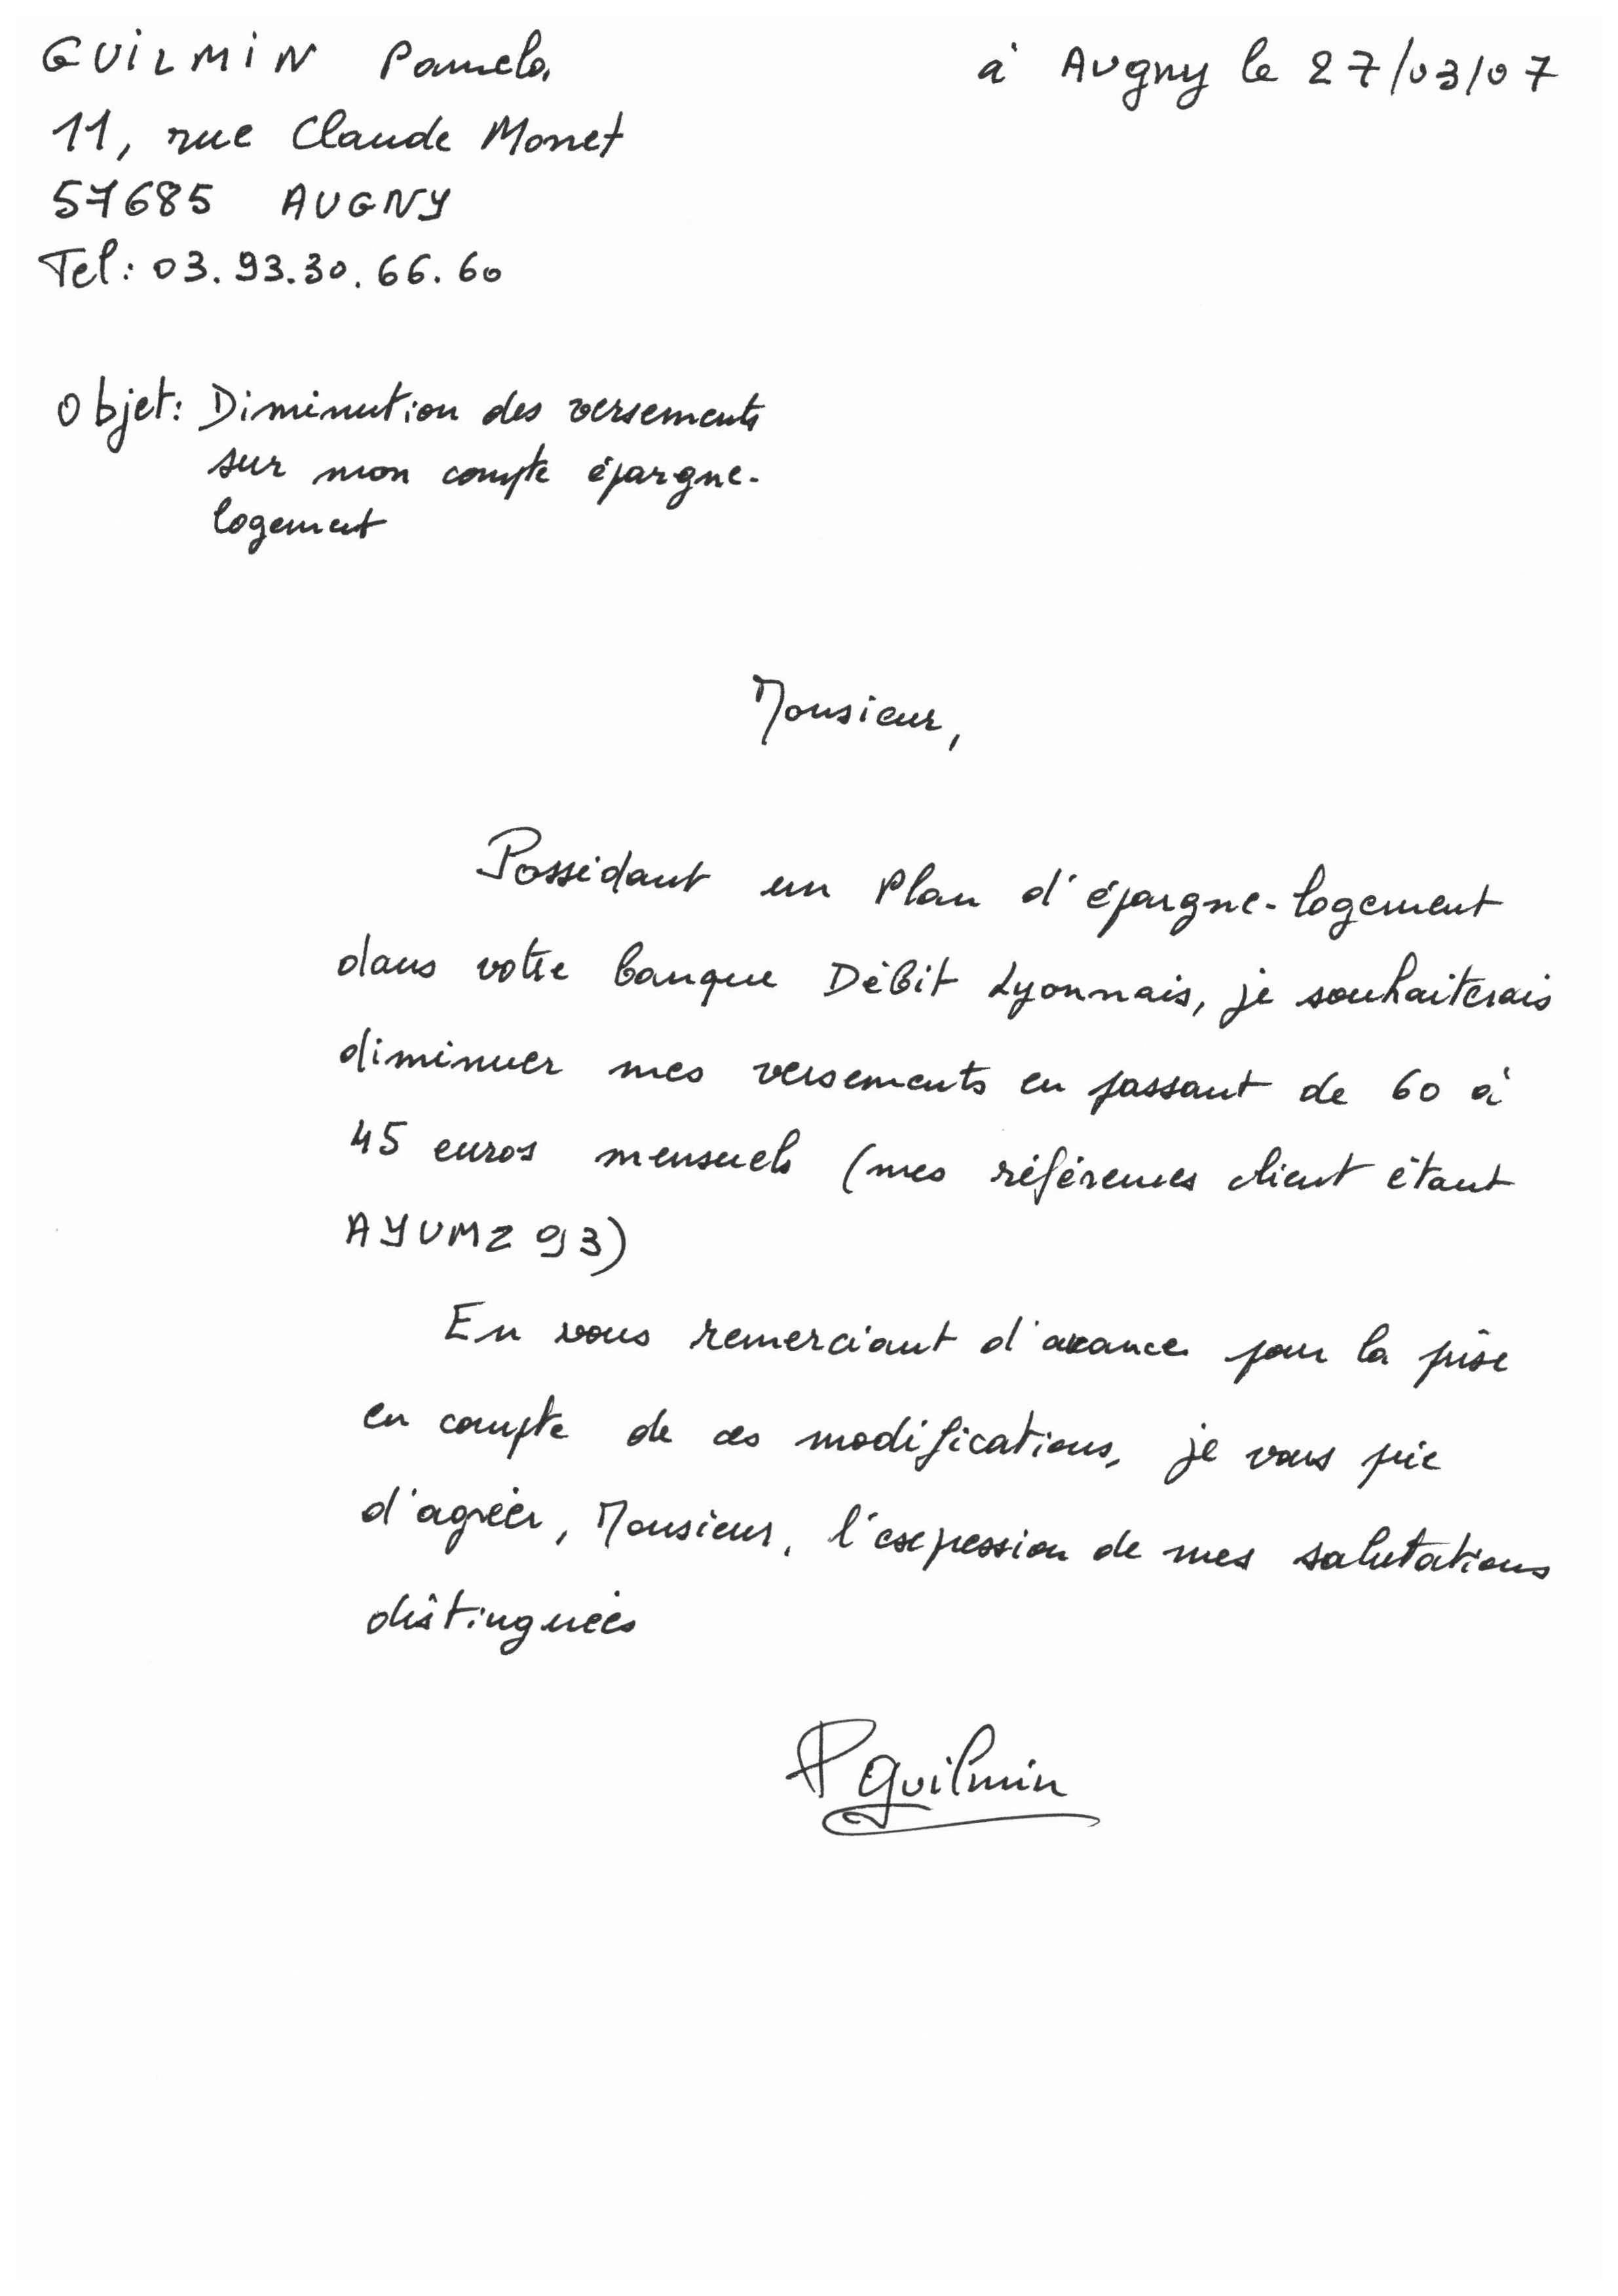 GUILMIN Pamela
à Augny le 27/03/07
11, rue Claude Monet
57685 AUGNY
Tel: 03.93.30.66.60
Objet: Diminution des versements
sur mon compte épargne-
logement
Monsieur,
Possédant un Plan d'épargne-logement
dans votre banque Débit Lyonnais, je souhaiterais
diminuer mes versements en passant de 60 à
45 euros mensuels (mes références client étant
AYUMZ93)
En vous remerciant d'avance pour la prise
en compte de ces modifications, je vous prie
d'agréer, Monsieur, l'expression de mes salutations
distinguées
P Guilmin